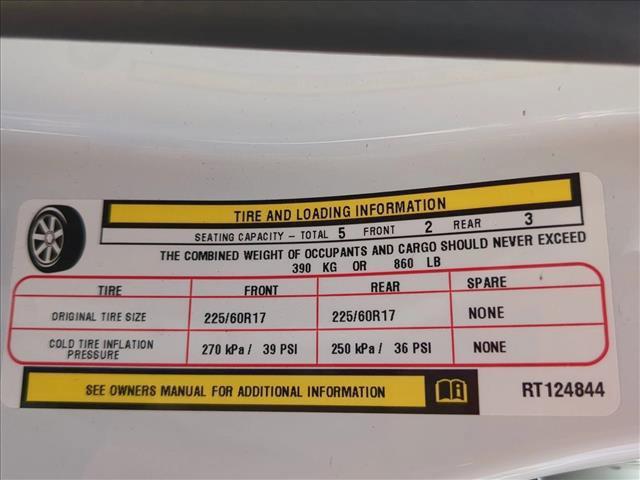 TIRE AND LOADING INFORMATION
SEATING CAPACITY – TOTAL 5 FRONT 2 REAR 3
THE COMBINED WEIGHT OF OCCUPANTS AND CARGO SHOULD NEVER EXCEED
390 KG OR 860 LB
TIRE FRONT REAR SPARE
ORIGINAL TIRE SIZE 225/60R17 225/60R17 NONE
COLD TIRE INFLATION PRESSURE 270 kPa / 39 PSI 250 kPa / 36 PSI NONE
SEE OWNERS MANUAL FOR ADDITIONAL INFORMATION RT124844